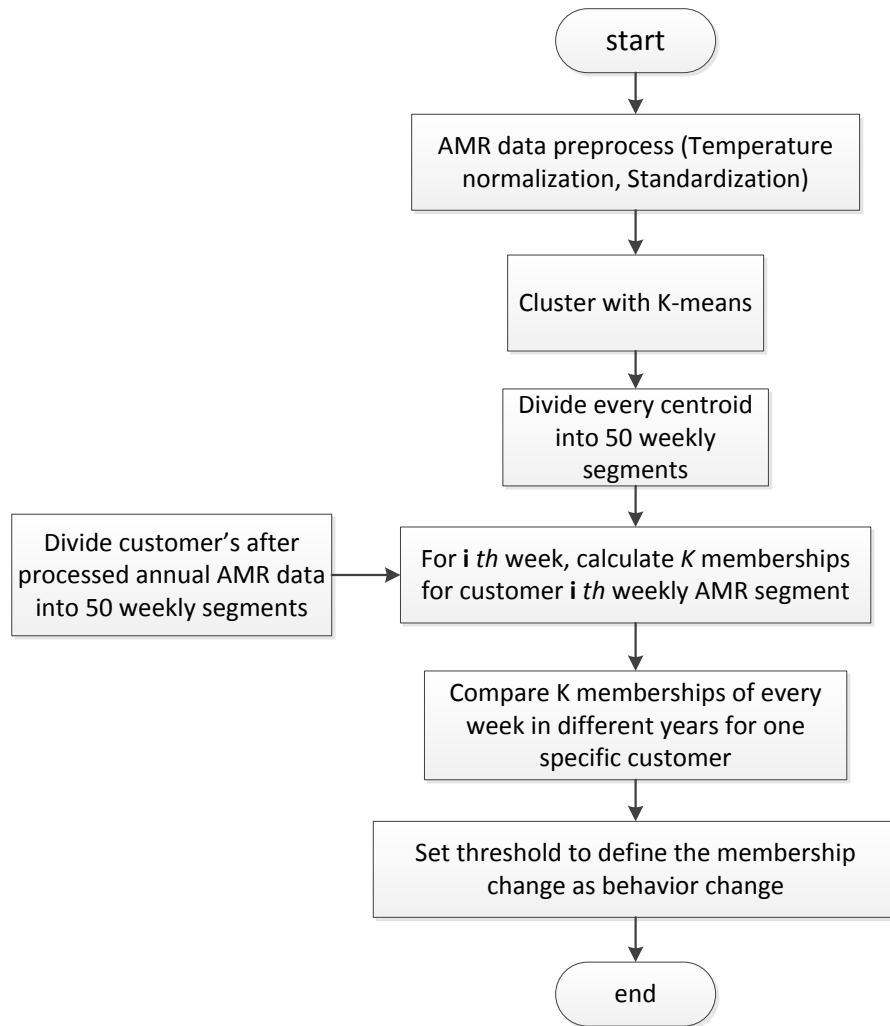 start
AMR data preprocess (Temperature
normalization, Standardization)
Cluster with K-means
Divide every centroid
into 50 weekly
segments
Divide customer’s after
processed annual AMR data
into 50 weekly segments
For i th week, calculate K memberships
for customer i th weekly AMR segment
Compare K memberships of every
week in different years for one
specific customer
Set threshold to define the membership
change as behavior change
end